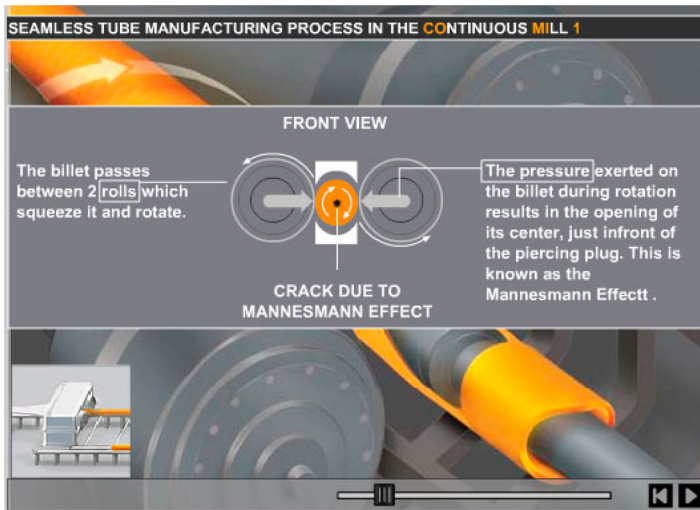 SEAMLESS TUBE MANUFACTURING PROCESS IN THE CONTINUOUS MILL 1
FRONT VIEW
The billet passes
between 2 rolls which
squeeze it and rotate.
The pressure exerted on
the billet during rotation
results in the opening of
its center, just infront of
the piercing plug. This is
known as the
Mannesmann Effectt .
CRACK DUE TO
MANNESMANN EFFECT